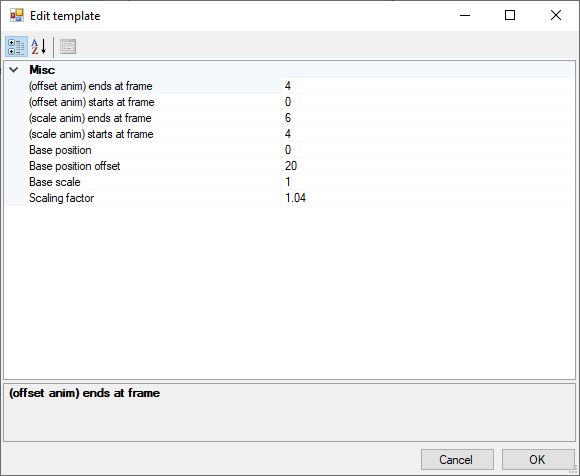 Edit template
A
Z
Misc
(offset anim) ends at frame 4
(offset anim) starts at frame 0
(scale anim) ends at frame 6
(scale anim) starts at frame 4
Base position 0
Base position offset 20
Base scale 1
Scaling factor 1.04
(offset anim) ends at frame
Cancel OK